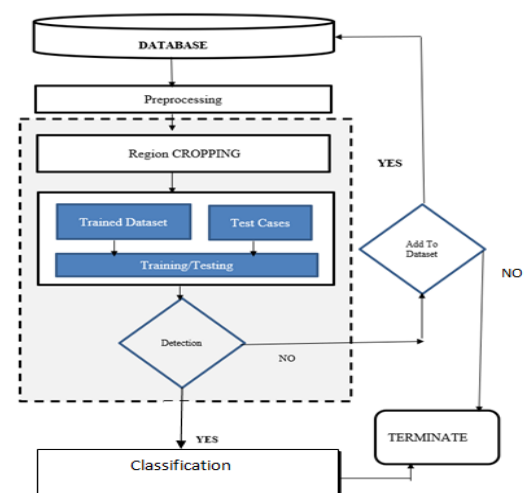 DATABASE
Preprocessing
Region CROPPING
YES
Trained Dataset
Test Cases
Add To
Dataset
Training/Testing
NO
Detection
NO
YES
TERMINATE
Classification